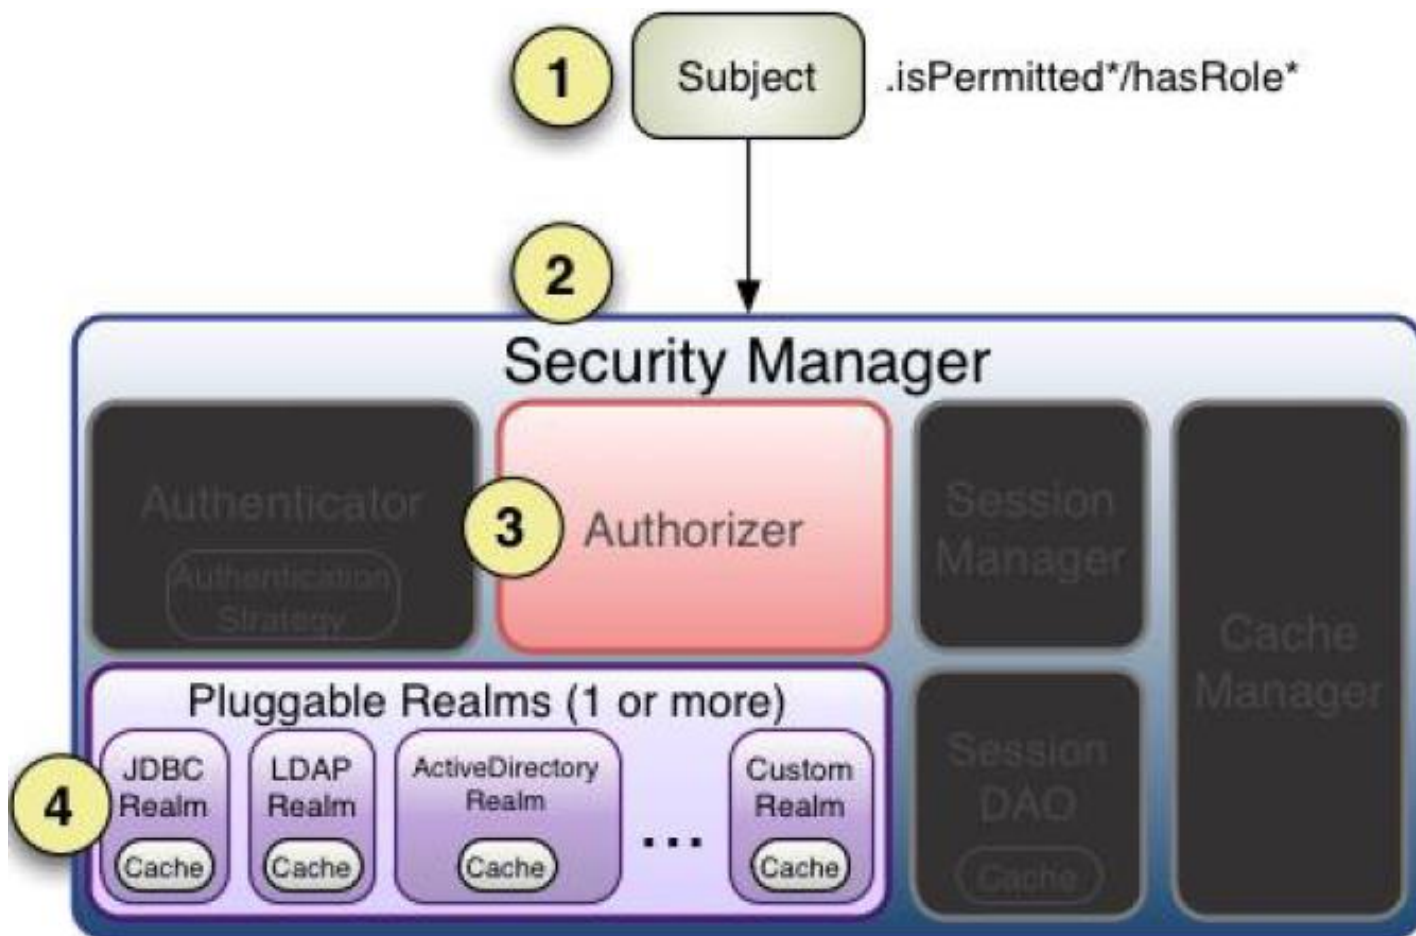 1
Subject
.isPermitted*/hasRole*
2
Security Manager
Authenticator
Authentication
Strategy
3
Authorizer
Session
Manager
Cache
Manager
Pluggable Realms (1 or more)
4
JDBC
Realm
Cache
LDAP
Realm
Cache
ActiveDirectory
Realm
Cache
...
Custom
Realm
Cache
Session
DAO
Cache